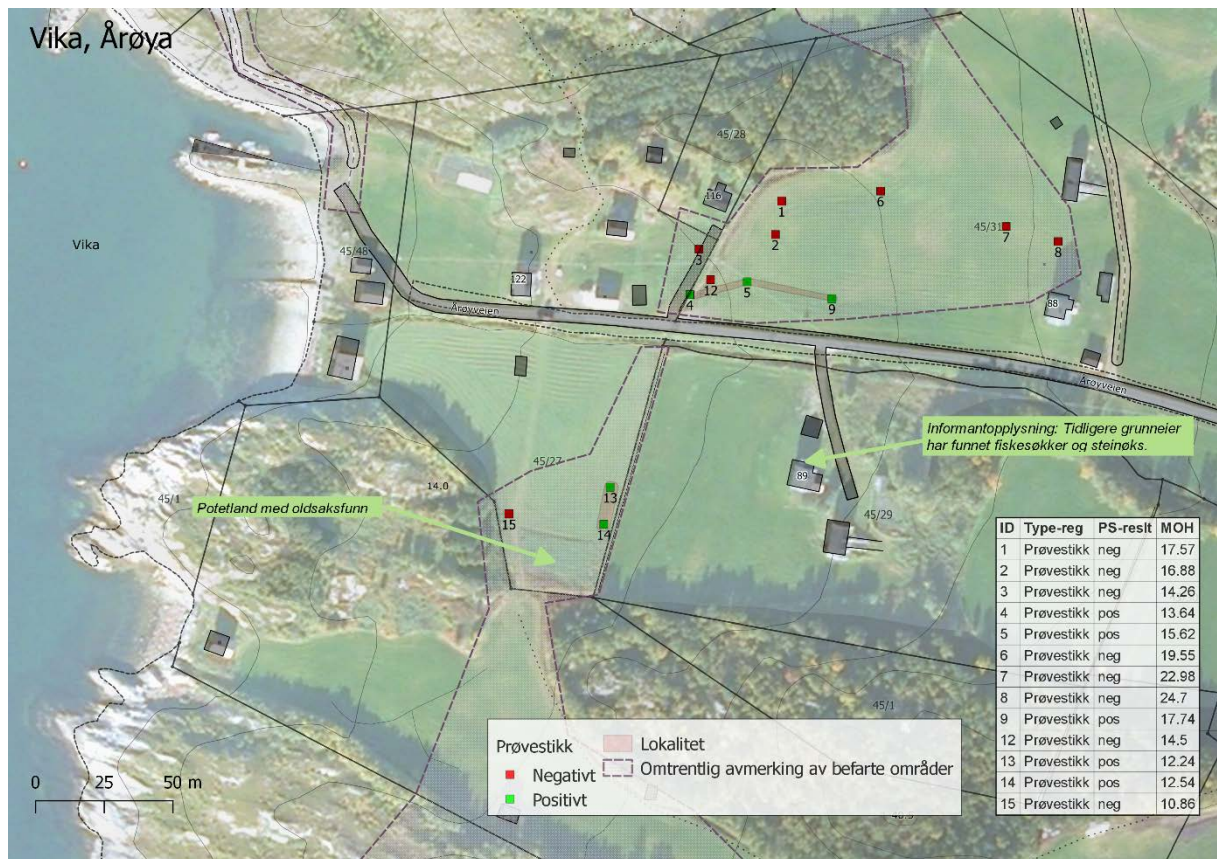 Vika, Årøya
45/28
116
1
6
45/31
7
8
2
Vika
45/48
3
12
5
4
9
122
88
Årøyveien
Årøyveien
Informantopplysning: Tidligere grunneier
har funnet fiskesøkker og steinøks.
45/27
89
14.0
13
45/1
Potetland med oldsaksfunn
15
14
45/29
ID Type-reg PS-reslt MOH
1 Prøvestikk neg 17.57
2 Prøvestikk neg 16.88
3 Prøvestikk neg 14.26
4 Prøvestikk pos 13.64
5 Prøvestikk pos 15.62
6 Prøvestikk neg 19.55
7 Prøvestikk neg 22.98
8 Prøvestikk neg 24.7
9 Prøvestikk pos 17.74
12 Prøvestikk neg 14.5
13 Prøvestikk pos 12.24
14 Prøvestikk pos 12.54
15 Prøvestikk neg 10.86
45/1
Prøvestikk
Negativt
Positivt
Lokalitet
Omtrentlig avmerking av befarte områder
0 25 50 m